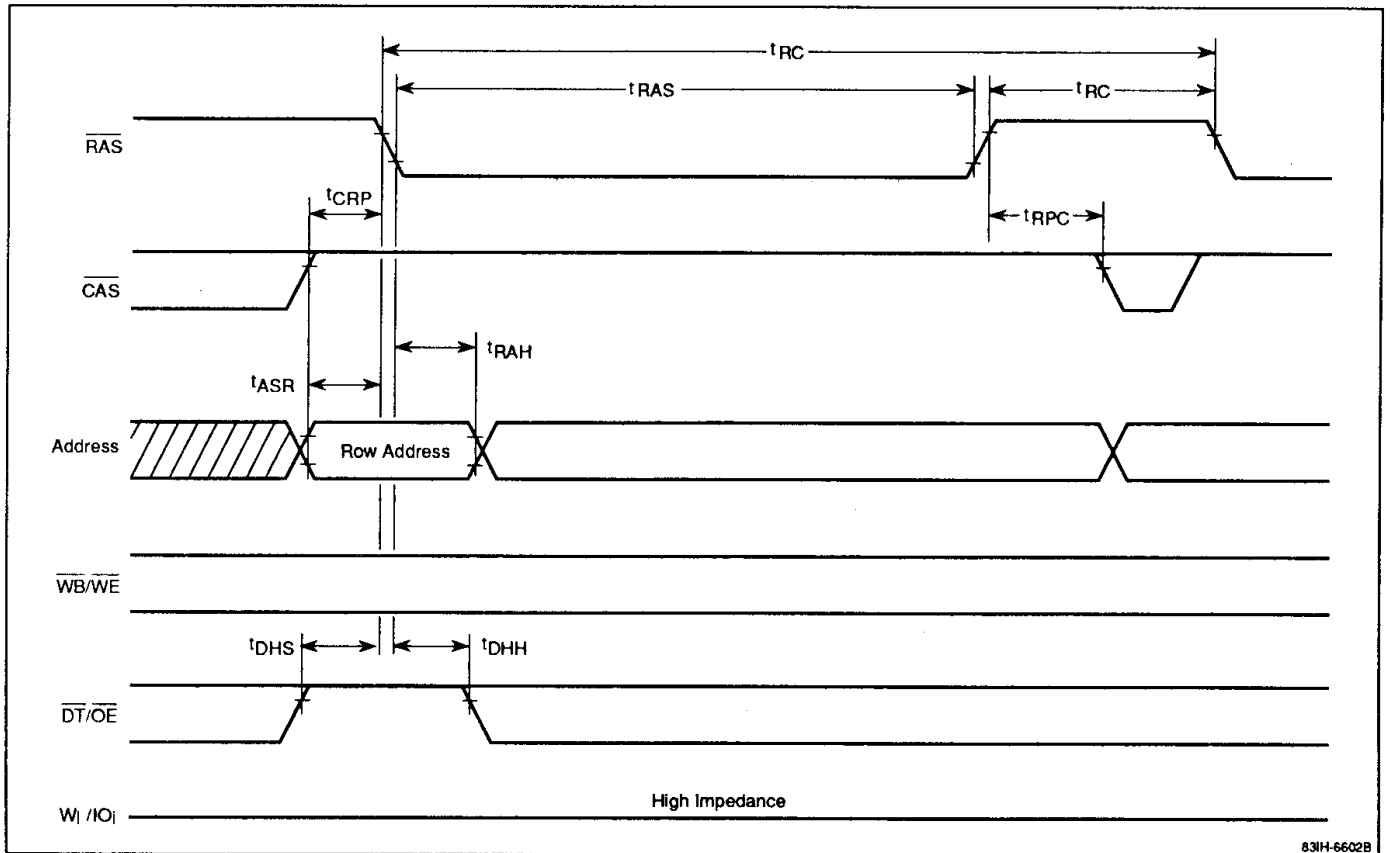 tRC
tRAS
tRC
RAS
tCRP
tRPC
CAS
tRAH
tASR
Address
Row Address
WB/WE
tDHS
tDHH
DT/OE
Wi/IOi
High Impedance
83IH-6602B